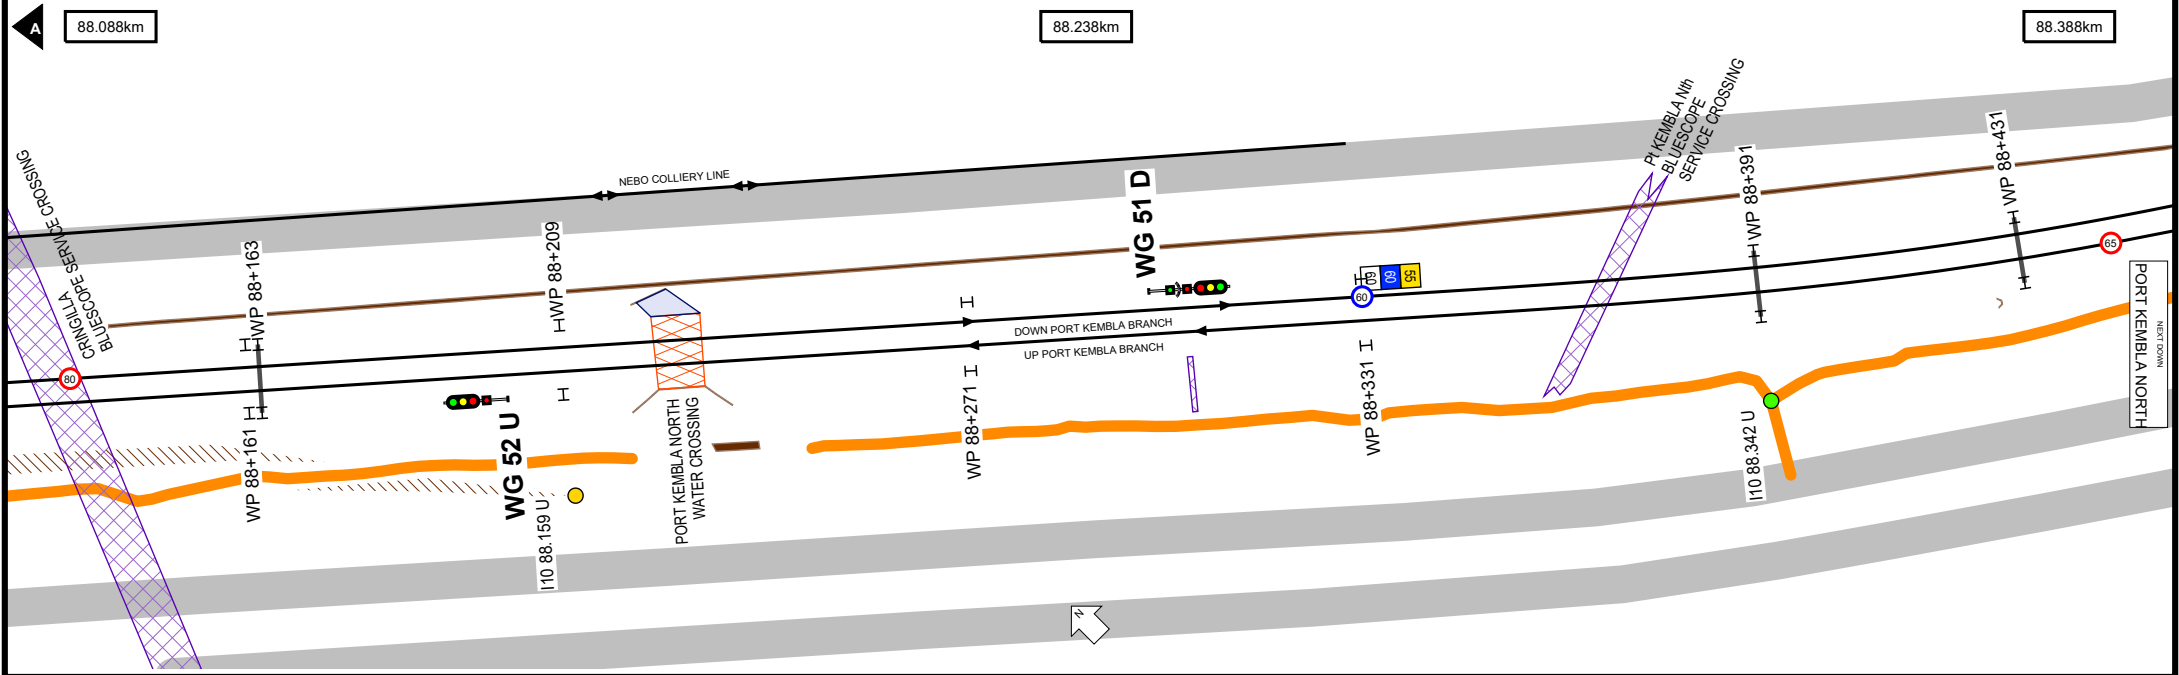 A
88.088km
88.238km
88.388km
CRINGILLA
BLUESCOPE SERVICE CROSSING
NEBO COLLIERY LINE
WP 88+163
WP 88+209
WG 51 D
Pt KEMBLA Nth
BLUESCOPE
SERVICE CROSSING
WP 88+391
WP 88+431
60
60
55
60
65
80
DOWN PORT KEMBLA BRANCH
UP PORT KEMBLA BRANCH
PORT KEMBLA NORTH
NEXT DOWN
WP 88+161
WG 52 U
I10 88.159 U
PORT KEMBLA NORTH
WATER CROSSING
WP 88+271
WP 88+331
I10 88.342 U
N